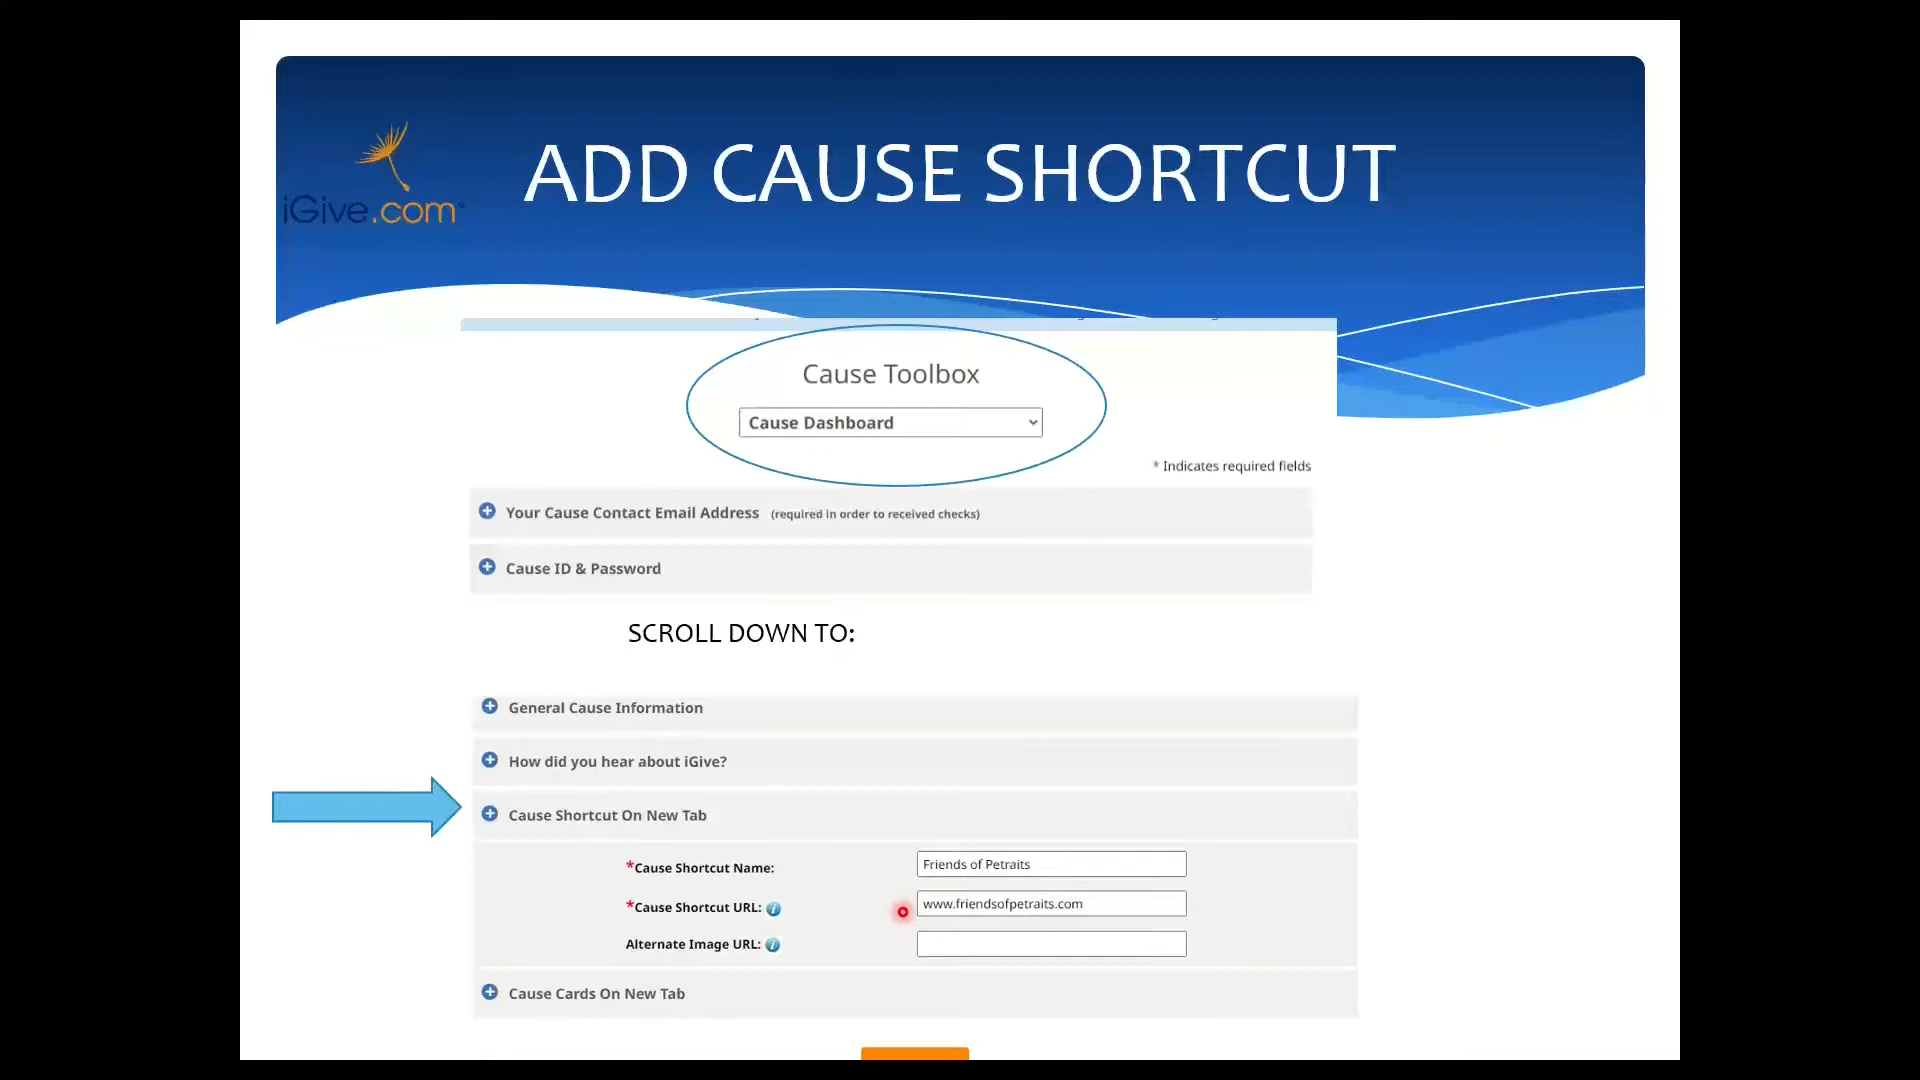 iGive.com
ADD CAUSE SHORTCUT
Cause Toolbox
Cause Dashboard
* Indicates required fields
Your Cause Contact Email Address (required in order to received checks)
Cause ID & Password
SCROLL DOWN TO:
General Cause Information
How did you hear about iGive?
Cause Shortcut On New Tab
*Cause Shortcut Name: Friends of Petraits
*Cause Shortcut URL: www.friendsofpetraits.com
Alternate Image URL:
Cause Cards On New Tab